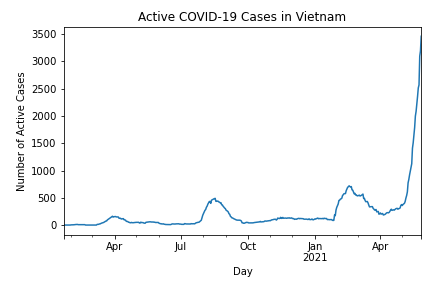 Active COVID-19 Cases in Vietnam
3500
3000
2500
2000
1500
1000
500
0
Number of Active Cases
Apr
Jul
Oct
Jan
2021
Apr
Day